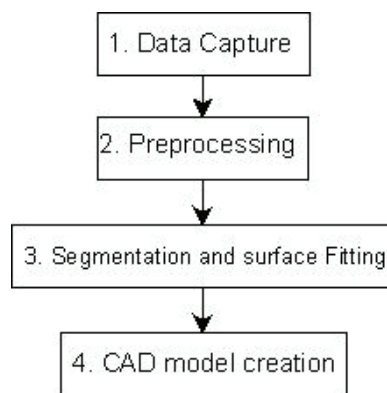 1. Data Capture
2. Preprocessing
3. Segmentation and surface Fitting
4. CAD model creation